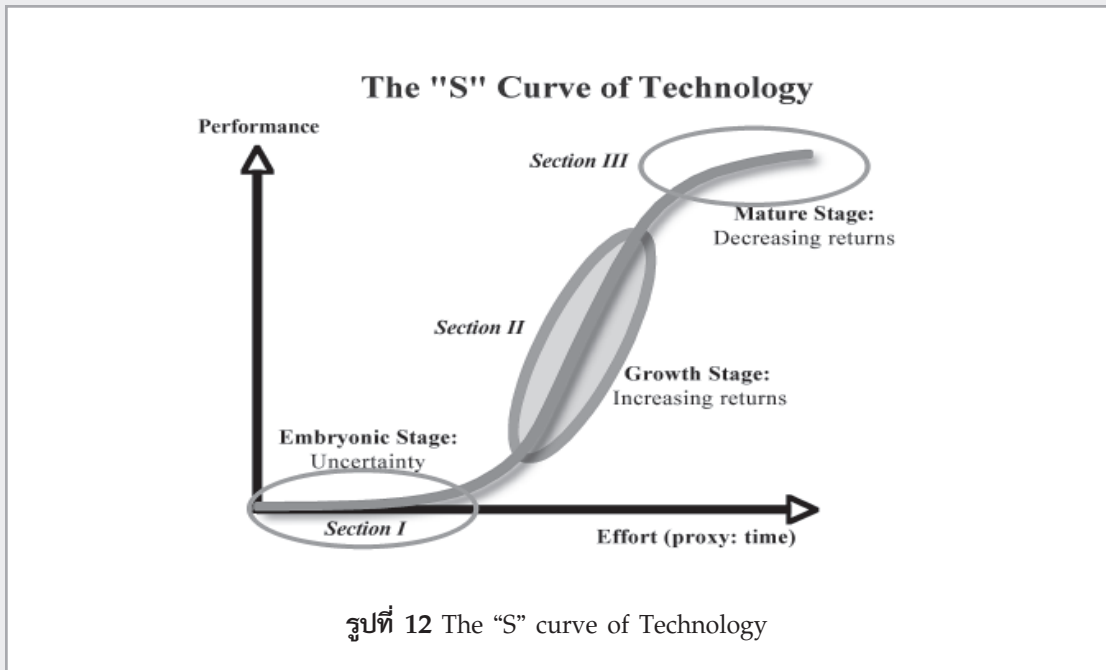 The "S" Curve of Technology
Performance
Section III
Mature Stage:
Decreasing returns
Section II
Growth Stage:
Increasing returns
Embryonic Stage:
Uncertainty
Section I
Effort (proxy: time)
รูปที่ 12 The “S” curve of Technology